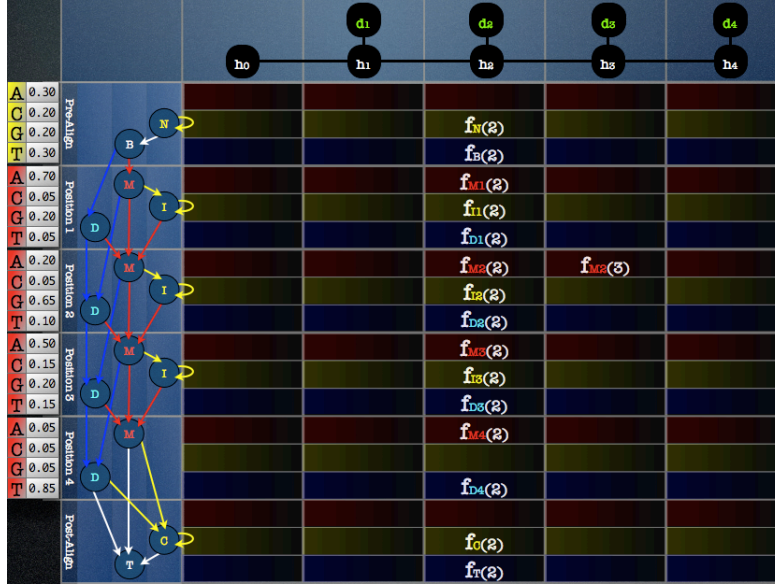 d1 d2 d3 d4
h0 h1 h2 h3 h4
A 0.30
C 0.20
G 0.20
T 0.30
Pre-Align
N
B
fN(2)
fB(2)
A 0.70
C 0.05
G 0.20
T 0.05
Position 1
M
I
D
fM1(2)
fI1(2)
fD1(2)
A 0.20
C 0.05
G 0.65
T 0.10
Position 2
M
I
D
fM2(2) fM2(3)
fI2(2)
fD2(2)
A 0.50
C 0.15
G 0.20
T 0.15
Position 3
M
I
D
fM3(2)
fI3(2)
fD3(2)
A 0.05
C 0.05
G 0.05
T 0.85
Position 4
M
D
fM4(2)
fD4(2)
Post-Align
C
T
fC(2)
fT(2)